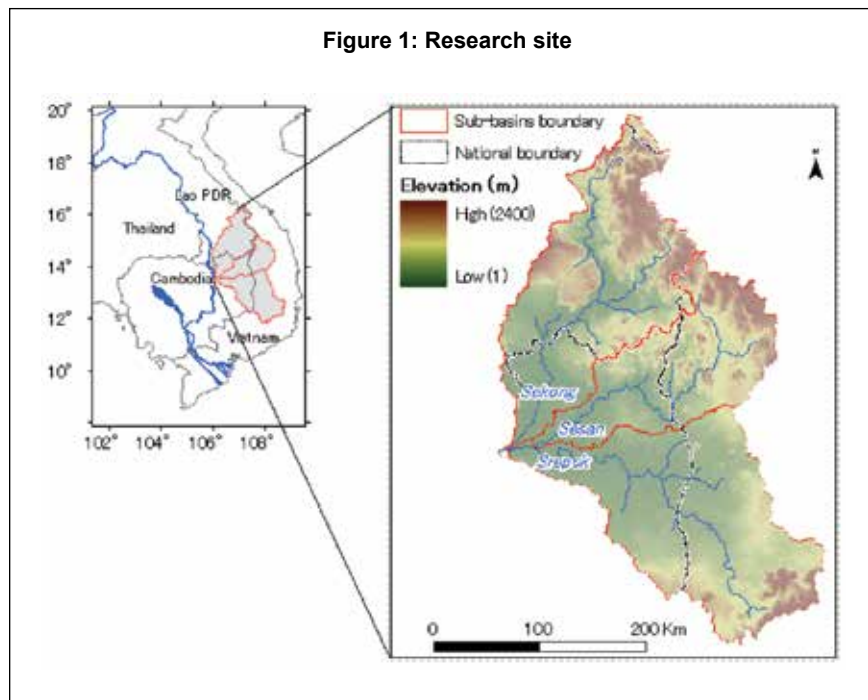 Figure 1: Research site
20°
18°
16°
14°
12°
10°
102° 104° 106° 108°
Lao PDR
Thailand
Cambodia
Vietnam
Sub-basins boundary
National boundary
Elevation (m)
High (2400)
Low (1)
N
Sekong
Sesan
Srepok
0 100 200 Km